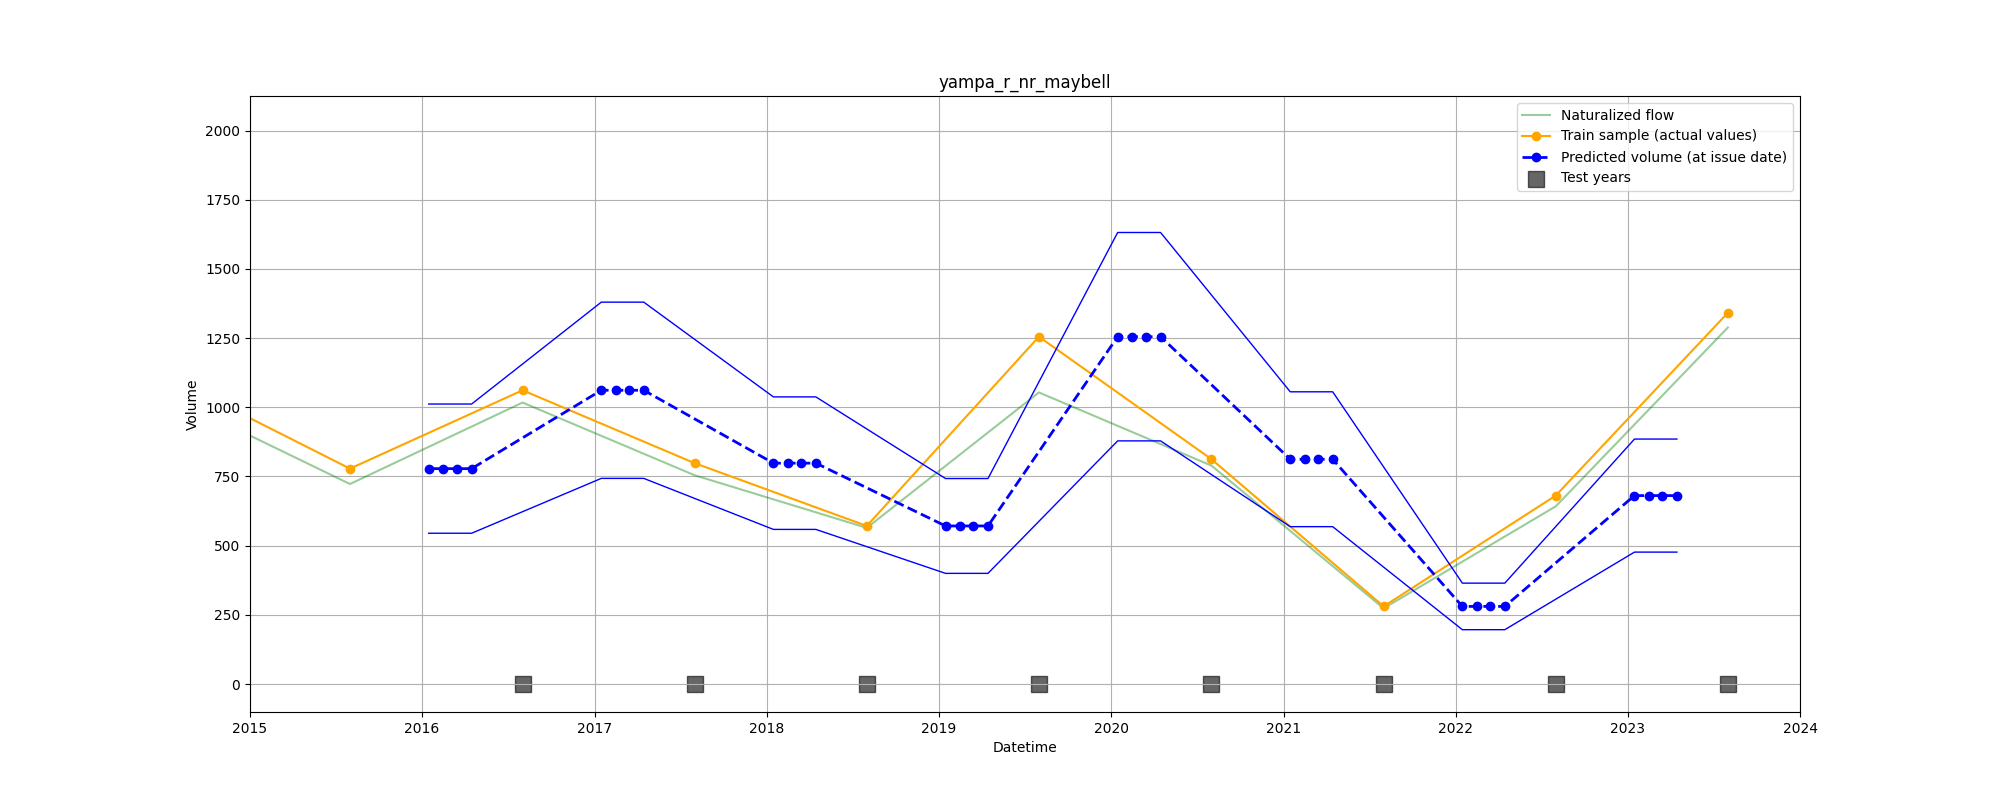 yampa_r_nr_maybell
Naturalized flow
Train sample (actual values)
Predicted volume (at issue date)
Test years
Volume
2000
1750
1500
1250
1000
750
500
250
0
2015 2016 2017 2018 2019 2020 2021 2022 2023 2024
Datetime